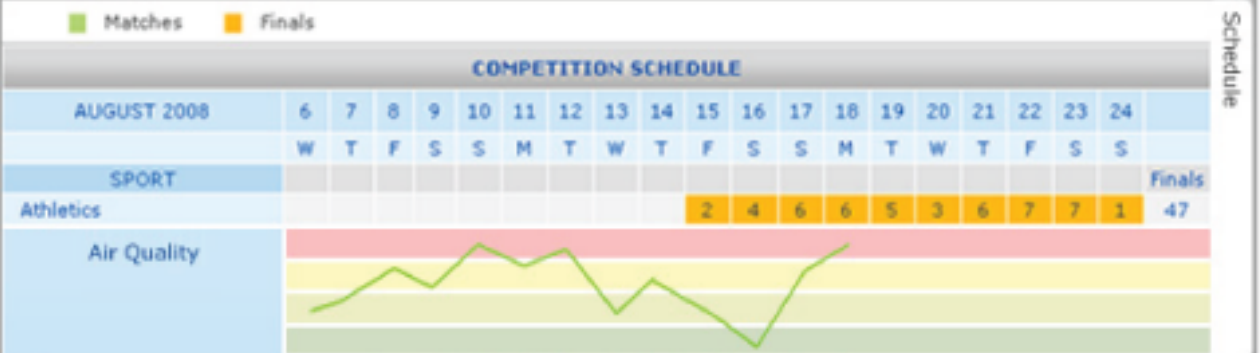 Matches Finals
COMPETITION SCHEDULE
AUGUST 2008 6 7 8 9 10 11 12 13 14 15 16 17 18 19 20 21 22 23 24
W T F S S M T W T F S S M T W T F S S
SPORT Finals
Athletics 2 4 6 6 5 3 6 7 7 1 47
Air Quality
Schedule